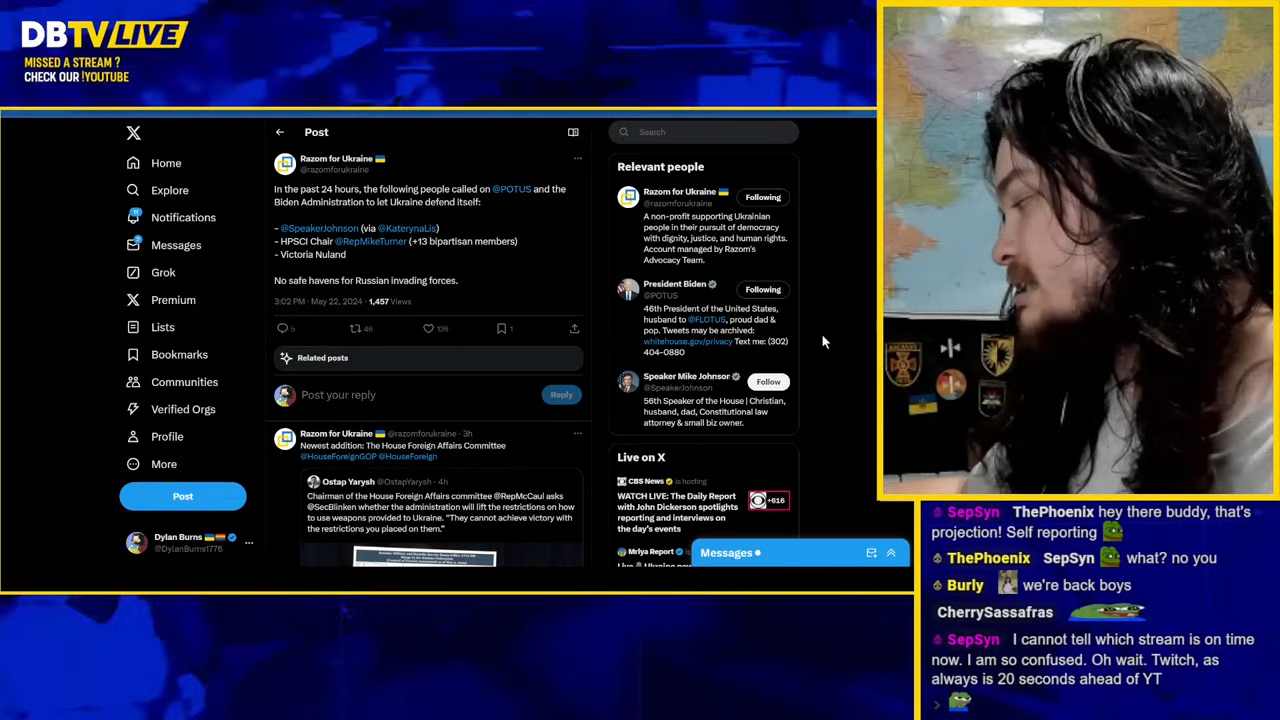 DBTV LIVE
MISSED A STREAM ?
CHECK OUR !YOUTUBE
Home
Explore
11
Notifications
Messages
Grok
Premium
Lists
Bookmarks
Communities
Verified Orgs
Profile
More
Post
Dylan Burns
@DylanBurns1776
Post
Razom for Ukraine
@razomforukraine
In the past 24 hours, the following people called on @POTUS and the
Biden Administration to let Ukraine defend itself:
- @SpeakerJohnson (via @KaterynaLis)
- HPSCI Chair @RepMikeTurner (+13 bipartisan members)
- Victoria Nuland
No safe havens for Russian invading forces.
3:02 PM · May 22, 2024 · 1,457 Views
5 46 126 1
Related posts
Post your reply
Reply
Razom for Ukraine @razomforukraine · 3h
Newest addition: The House Foreign Affairs Committee
@HouseForeignGOP @HouseForeign
Ostap Yarysh @OstapYarysh · 4h
Chairman of the House Foreign Affairs committee @RepMcCaul asks
@SecBlinken whether the administration will lift the restrictions on how
to use weapons provided to Ukraine. “They cannot achieve victory with
the restrictions you placed on them.”
Search
Relevant people
Razom for Ukraine
@razomforukraine
Following
A non-profit supporting Ukrainian
people in their pursuit of democracy
with dignity, justice, and human rights.
Account managed by Razom's
Advocacy Team.
President Biden
@POTUS
Following
46th President of the United States,
husband to @FLOTUS, proud dad &
pop. Tweets may be archived:
whitehouse.gov/privacy Text me: (302)
404-0880
Speaker Mike Johnson
@SpeakerJohnson
Follow
56th Speaker of the House | Christian,
husband, dad, Constitutional law
attorney & small biz owner.
Live on X
CBS News is hosting
WATCH LIVE: The Daily Report
with John Dickerson spotlights
reporting and interviews on
the day's events
+616
Mriya Report
Messages
SepSyn ThePhoenix hey there buddy, that's
projection! Self reporting
ThePhoenix SepSyn what? no you
Burly we're back boys
CherrySassafras
SepSyn I cannot tell which stream is on time
now. I am so confused. Oh wait. Twitch, as
always is 20 seconds ahead of YT